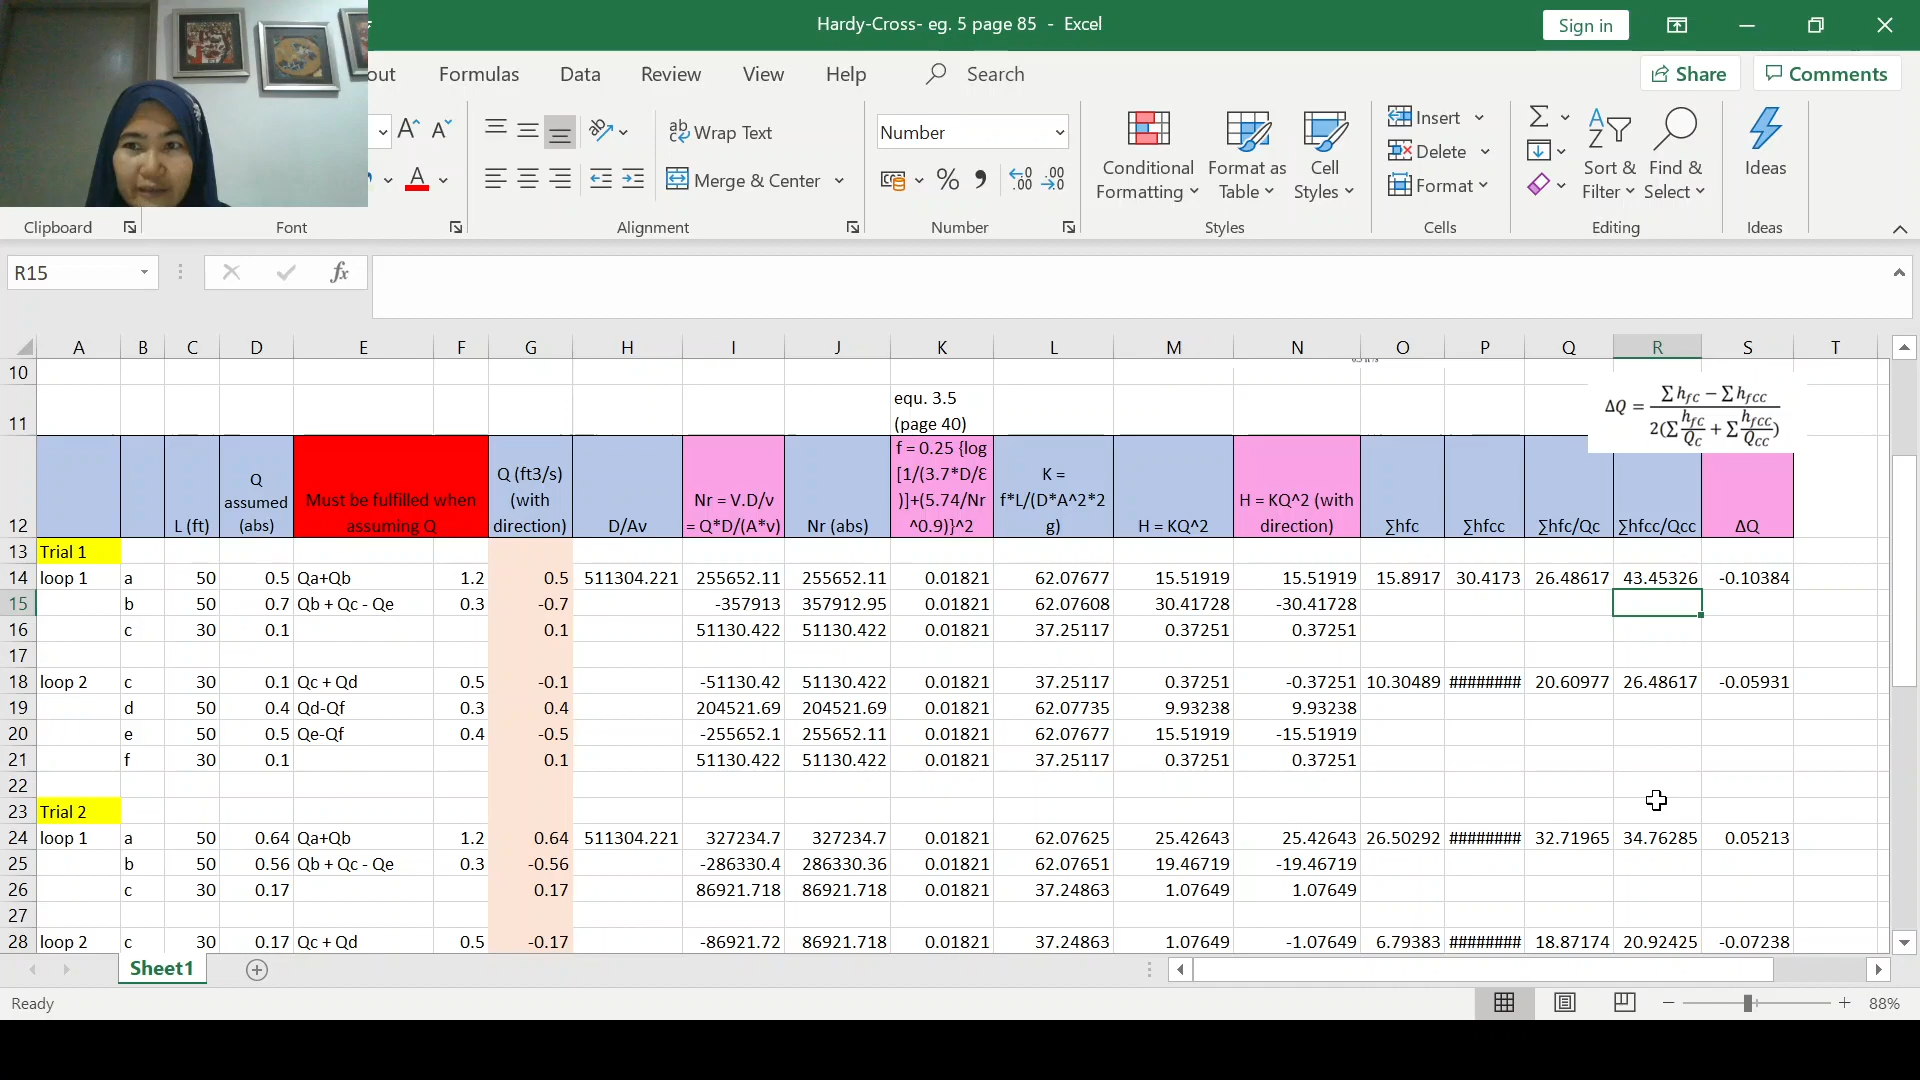 Hardy-Cross- eg. 5 page 85 - Excel
Sign in
out Formulas Data Review View Help Search
Share Comments
Wrap Text
Merge & Center
Number
Conditional Formatting
Format as Table
Cell Styles
Insert
Delete
Format
Sort & Filter
Find & Select
Ideas
Clipboard Font Alignment Number Styles Cells Editing Ideas
R15
fx
A B C D E F G H I J K L M N O P Q R S T
10
11 equ. 3.5 (page 40)
ΔQ = (∑hfC − ∑hfCC) / 2(∑hfC/QC + ∑hfCC/QCC)
12 L (ft) Q assumed (abs) Must be fulfilled when assuming Q Q (ft3/s) (with direction) D/Av Nr = V.D/ν = Q*D/(A*v) Nr (abs) f = 0.25 {log [1/(3.7*D/Ɛ )]+(5.74/Nr ^0.9)}^2 K = f*L/(D*A^2*2 g) H = KQ^2 H = KQ^2 (with direction) ∑hfc ∑hfcc ∑hfc/Qc ∑hfcc/Qcc ΔQ
13 Trial 1
14 loop 1 a 50 0.5 Qa+Qb 1.2 0.5 511304.221 255652.11 255652.11 0.01821 62.07677 15.51919 15.51919 15.8917 30.4173 26.48617 43.45326 -0.10384
15 b 50 0.7 Qb + Qc - Qe 0.3 -0.7 -357913 357912.95 0.01821 62.07608 30.41728 -30.41728
16 c 30 0.1 0.1 51130.422 51130.422 0.01821 37.25117 0.37251 0.37251
17
18 loop 2 c 30 0.1 Qc + Qd 0.5 -0.1 -51130.42 51130.422 0.01821 37.25117 0.37251 -0.37251 10.30489 ######## 20.60977 26.48617 -0.05931
19 d 50 0.4 Qd-Qf 0.3 0.4 204521.69 204521.69 0.01821 62.07735 9.93238 9.93238
20 e 50 0.5 Qe-Qf 0.4 -0.5 -255652.1 255652.11 0.01821 62.07677 15.51919 -15.51919
21 f 30 0.1 0.1 51130.422 51130.422 0.01821 37.25117 0.37251 0.37251
22
23 Trial 2
24 loop 1 a 50 0.64 Qa+Qb 1.2 0.64 511304.221 327234.7 327234.7 0.01821 62.07625 25.42643 25.42643 26.50292 ######## 32.71965 34.76285 0.05213
25 b 50 0.56 Qb + Qc - Qe 0.3 -0.56 -286330.4 286330.36 0.01821 62.07651 19.46719 -19.46719
26 c 30 0.17 0.17 86921.718 86921.718 0.01821 37.24863 1.07649 1.07649
27
28 loop 2 c 30 0.17 Qc + Qd 0.5 -0.17 -86921.72 86921.718 0.01821 37.24863 1.07649 -1.07649 6.79383 ######## 18.87174 20.92425 -0.07238
Sheet1
Ready
88%